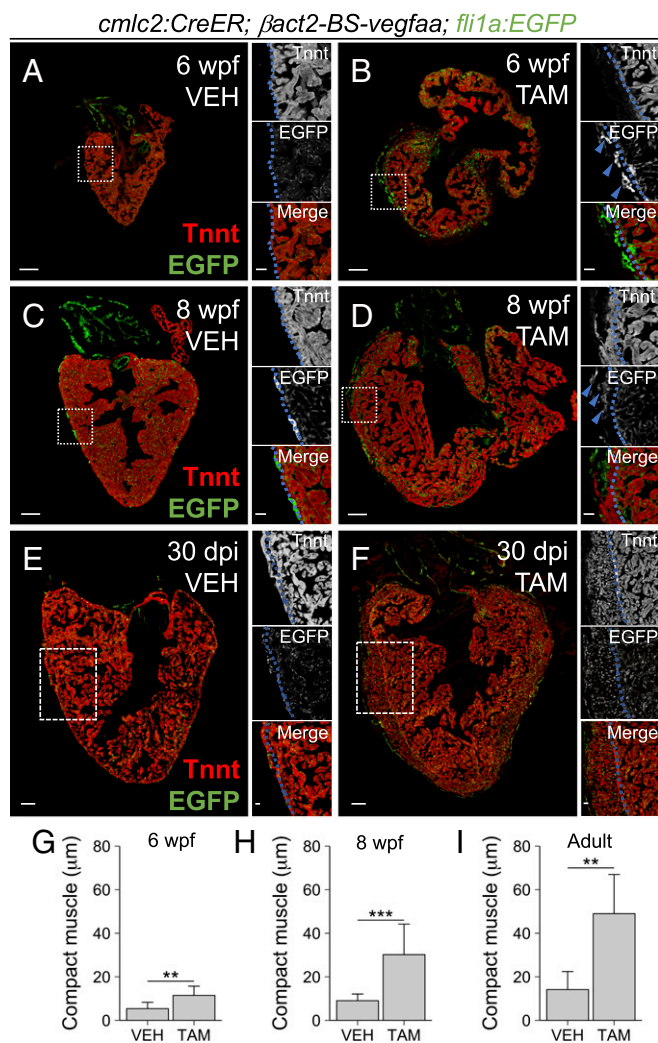 cmlc2:CreER; βact2-BS-vegfaa; fli1a:EGFP
A
6 wpf
VEH
Tnnt
EGFP
Tnnt
EGFP
Merge
B
6 wpf
TAM
Tnnt
EGFP
Merge
C
8 wpf
VEH
Tnnt
EGFP
Tnnt
EGFP
Merge
D
8 wpf
TAM
Tnnt
EGFP
Merge
E
30 dpi
VEH
Tnnt
EGFP
Tnnt
EGFP
Merge
F
30 dpi
TAM
Tnnt
EGFP
Merge
G
6 wpf
Compact muscle (μm)
80
60
40
20
0
**
VEH TAM
H
8 wpf
Compact muscle (μm)
80
60
40
20
0
***
VEH TAM
I
Adult
Compact muscle (μm)
80
60
40
20
0
**
VEH TAM